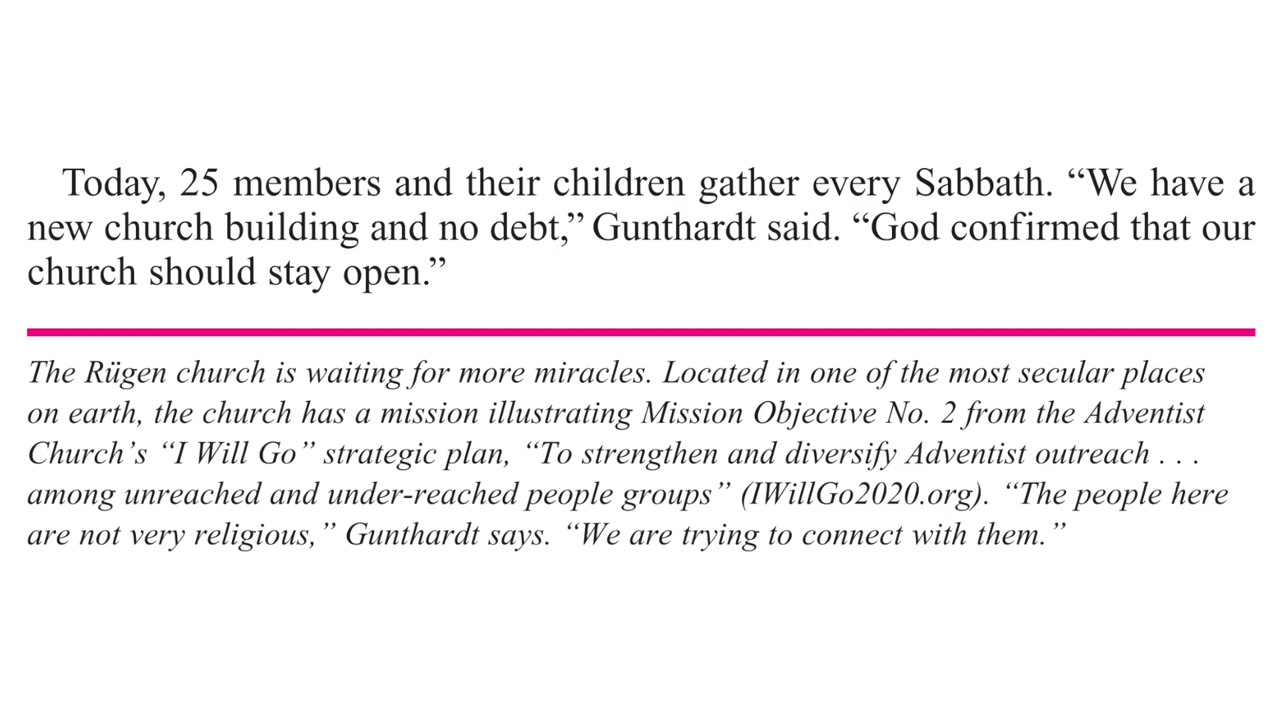 Today, 25 members and their children gather every Sabbath. “We have a
new church building and no debt,” Gunthardt said. “God confirmed that our
church should stay open.”
The Rügen church is waiting for more miracles. Located in one of the most secular places
on earth, the church has a mission illustrating Mission Objective No. 2 from the Adventist
Church’s “I Will Go” strategic plan, “To strengthen and diversify Adventist outreach . . .
among unreached and under-reached people groups” (IWillGo2020.org). “The people here
are not very religious,” Gunthardt says. “We are trying to connect with them.”